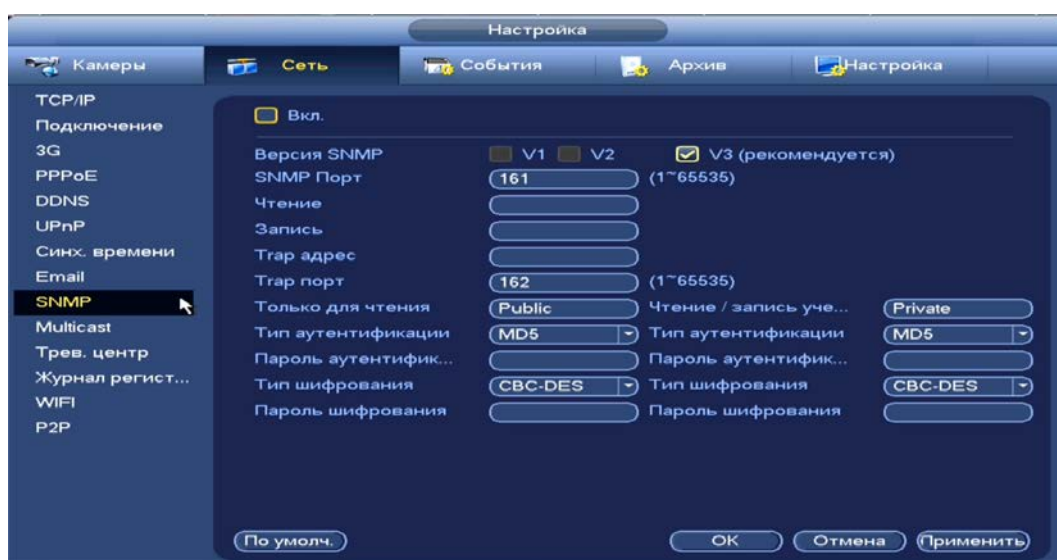 Настройка
Камеры Сеть События Архив Настройка
TCP/IP
Подключение
3G
PPPoE
DDNS
UPnP
Синх. времени
Email
SNMP
Multicast
Трев. центр
Журнал регист...
WIFI
P2P
Вкл.
Версия SNMP V1 V2 V3 (рекомендуется)
SNMP Порт 161 (1~65535)
Чтение
Запись
Trap адрес
Trap порт 162 (1~65535)
Только для чтения Public Чтение / запись уче... Private
Тип аутентификации MD5 Тип аутентификации MD5
Пароль аутентифик... Пароль аутентифик...
Тип шифрования CBC-DES Тип шифрования CBC-DES
Пароль шифрования Пароль шифрования
По умолч. OK Отмена Применить